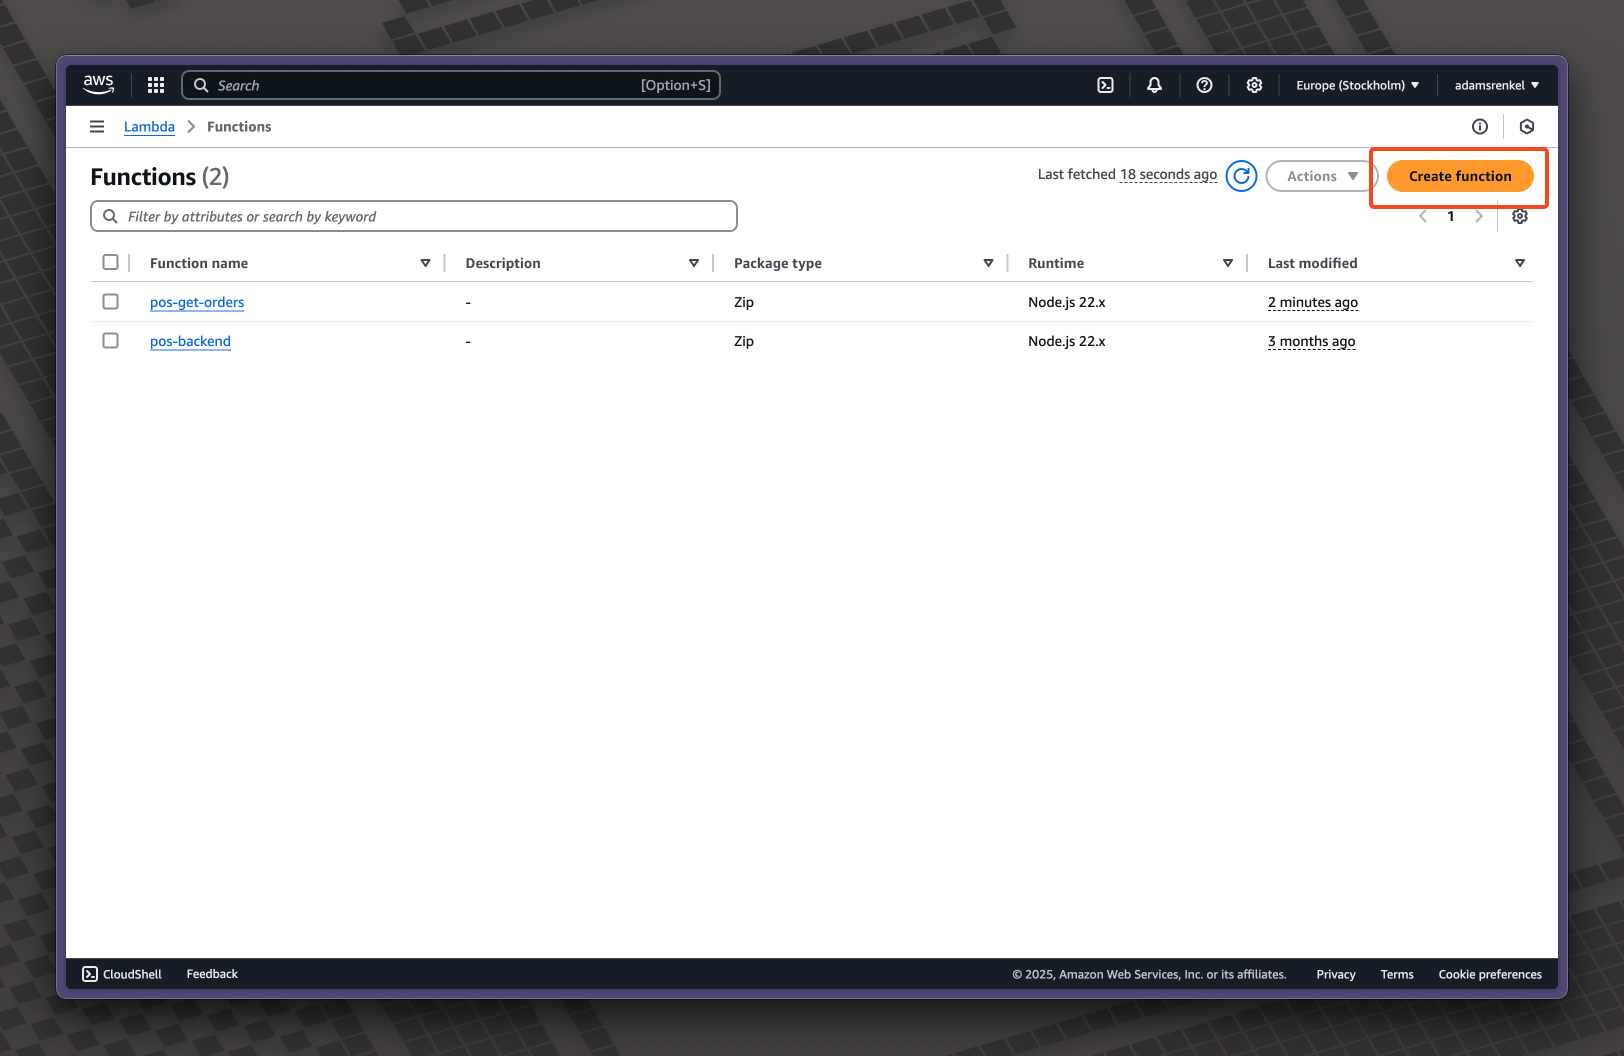 aws
Search [Option+S]
Europe (Stockholm)
adamsrenkel
Lambda Functions
Functions (2)
Last fetched 18 seconds ago
Actions
Create function
Filter by attributes or search by keyword
1
Function name Description Package type Runtime Last modified
pos-get-orders - Zip Node.js 22.x 2 minutes ago
pos-backend - Zip Node.js 22.x 3 months ago
CloudShell Feedback © 2025, Amazon Web Services, Inc. or its affiliates. Privacy Terms Cookie preferences